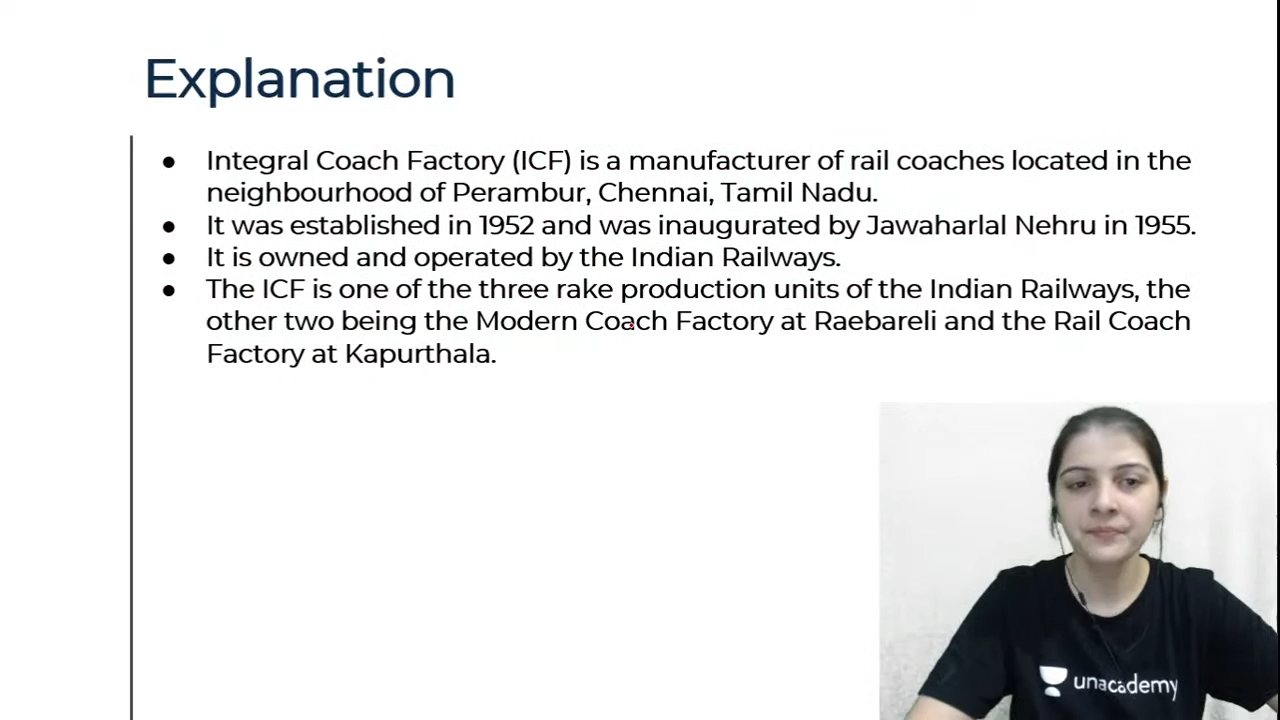 Explanation
● Integral Coach Factory (ICF) is a manufacturer of rail coaches located in the
neighbourhood of Perambur, Chennai, Tamil Nadu.
● It was established in 1952 and was inaugurated by Jawaharlal Nehru in 1955.
● It is owned and operated by the Indian Railways.
● The ICF is one of the three rake production units of the Indian Railways, the
other two being the Modern Coach Factory at Raebareli and the Rail Coach
Factory at Kapurthala.
unacademy